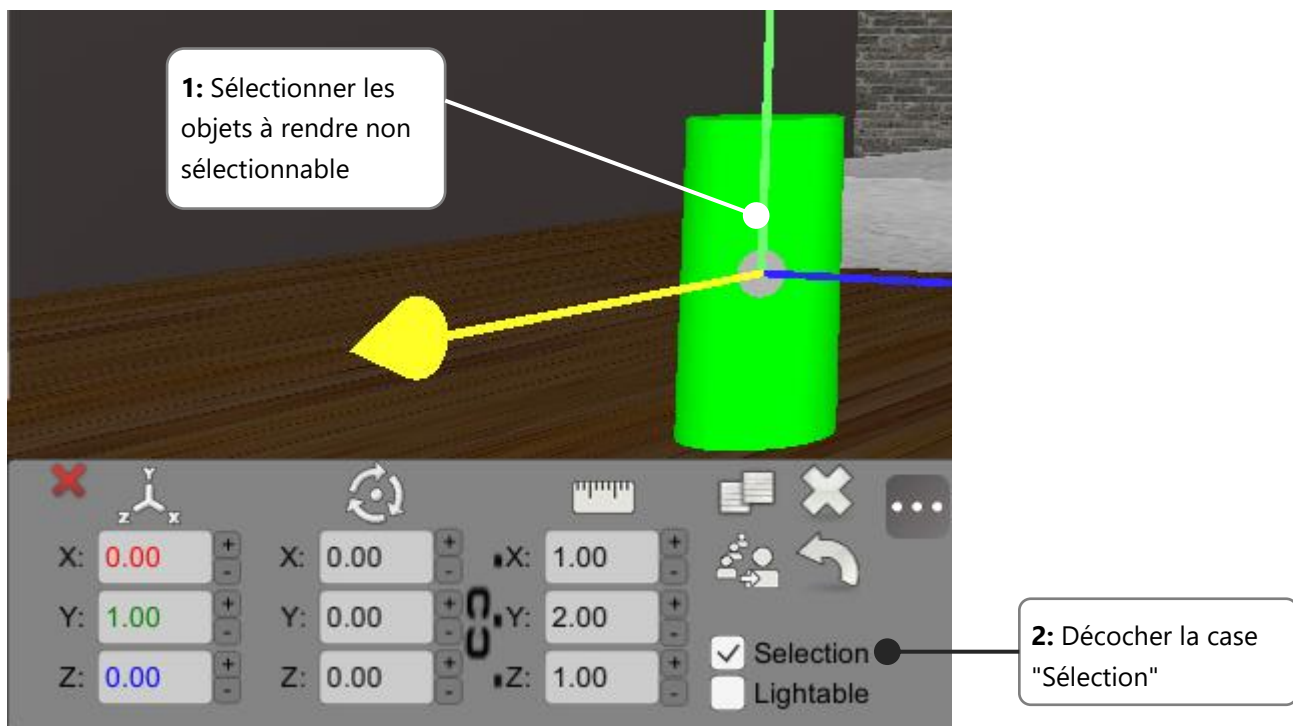 1: Sélectionner les
objets à rendre non
sélectionnable
Y
Z X
X: 0.00 + - X: 0.00 + - X: 1.00 + -
Y: 1.00 + - Y: 0.00 + - Y: 2.00 + -
Z: 0.00 + - Z: 0.00 + - Z: 1.00 + -
Selection
Lightable
2: Décocher la case
"Sélection"